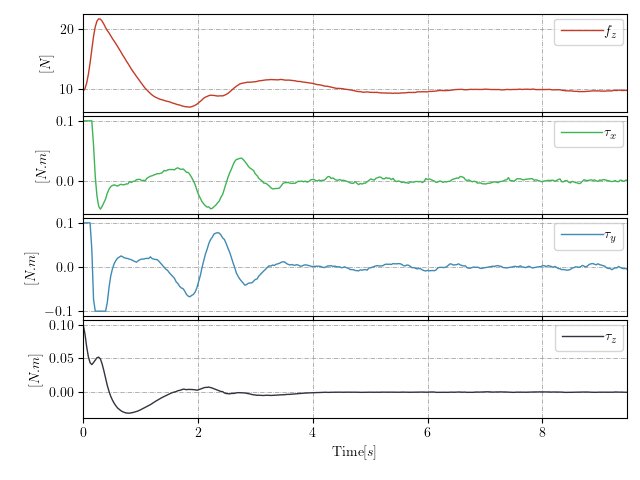 20
10
[N]
f_z
0.1
0.0
[N.m]
τ_x
0.1
0.0
−0.1
[N.m]
τ_y
0.10
0.05
0.00
[N.m]
τ_z
0 2 4 6 8
Time[s]